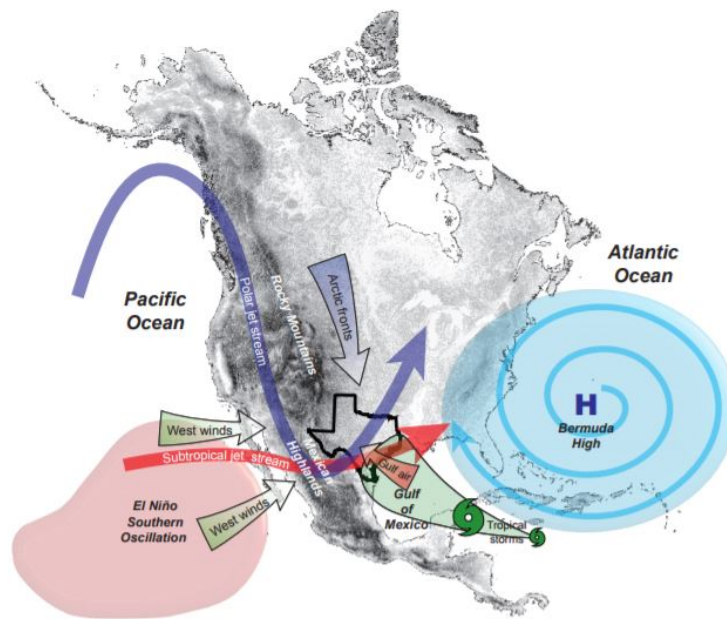 Atlantic
Ocean
Pacific
Ocean
Polar jet stream
Rocky Mountains
Arctic fronts
H
Bermuda
High
West winds
Subtropical jet stream
Mexican
Highlands
Gulf air
El Niño
Southern
Oscillation
West winds
Gulf
of
Mexico
Tropical
storms